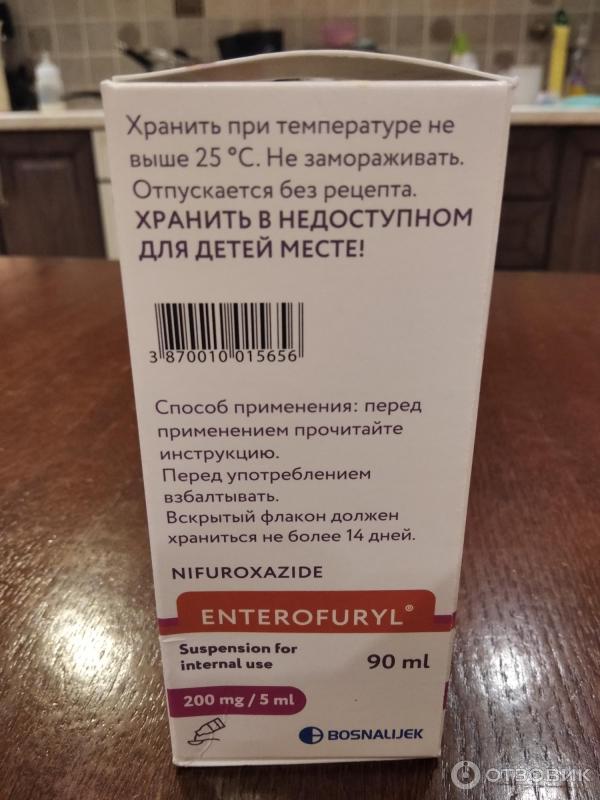 Хранить при температуре не
выше 25 °C. Не замораживать.
Отпускается без рецепта.
ХРАНИТЬ В НЕДОСТУПНОМ
ДЛЯ ДЕТЕЙ МЕСТЕ!
3 870010 015656
Способ применения: перед
применением прочитайте
инструкцию.
Перед употреблением
взбалтывать.
Вскрытый флакон должен
храниться не более 14 дней.
NIFUROXAZIDE
ENTEROFURYL®
Suspension for
internal use
90 ml
200 mg / 5 ml
BOSNALIJEK
ОТЗОВИК